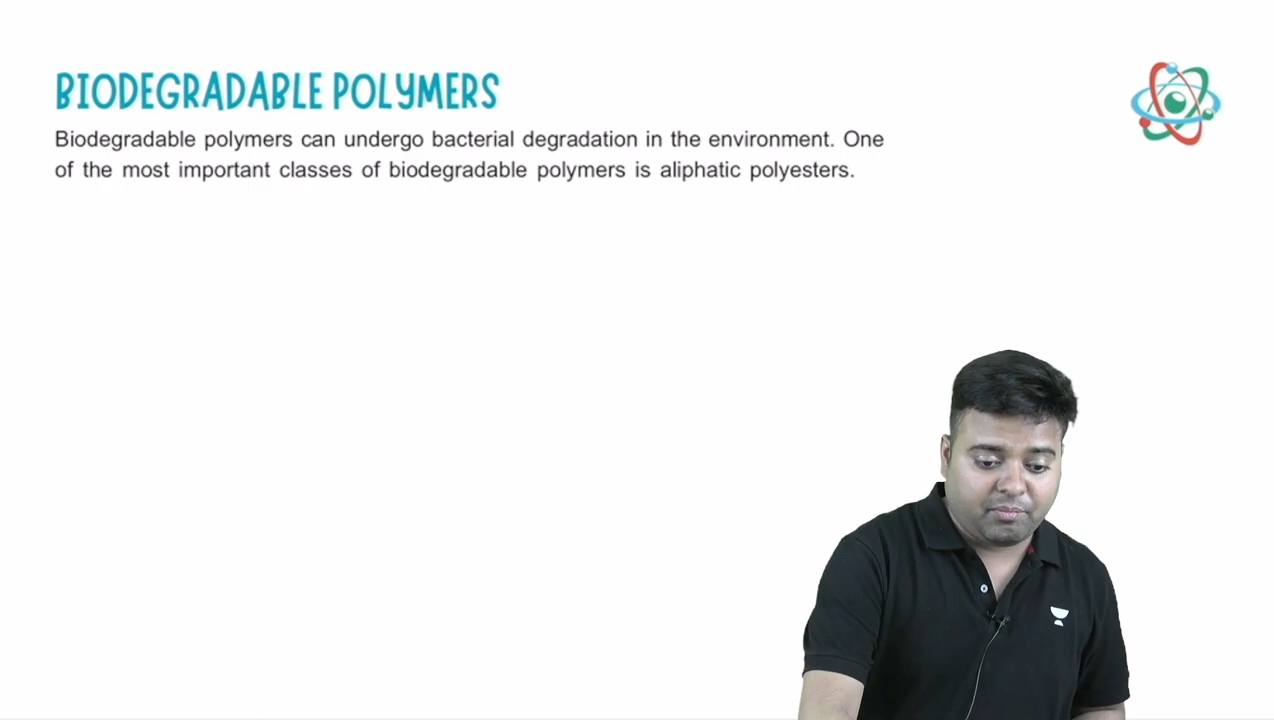 BIODEGRADABLE POLYMERS
Biodegradable polymers can undergo bacterial degradation in the environment. One
of the most important classes of biodegradable polymers is aliphatic polyesters.